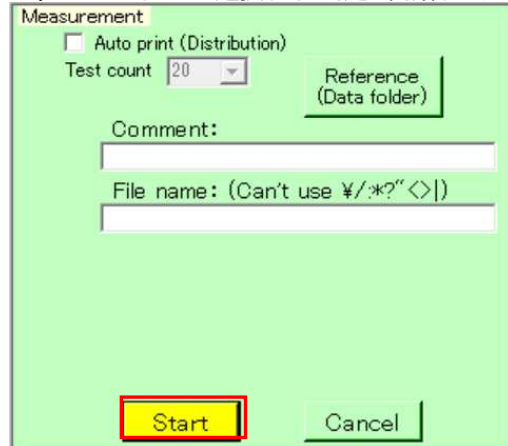 Measurement
Auto print (Distribution)
Test count 20
Reference
(Data folder)
Comment:
File name: (Can't use ¥/:*?"<>|)
Start
Cancel